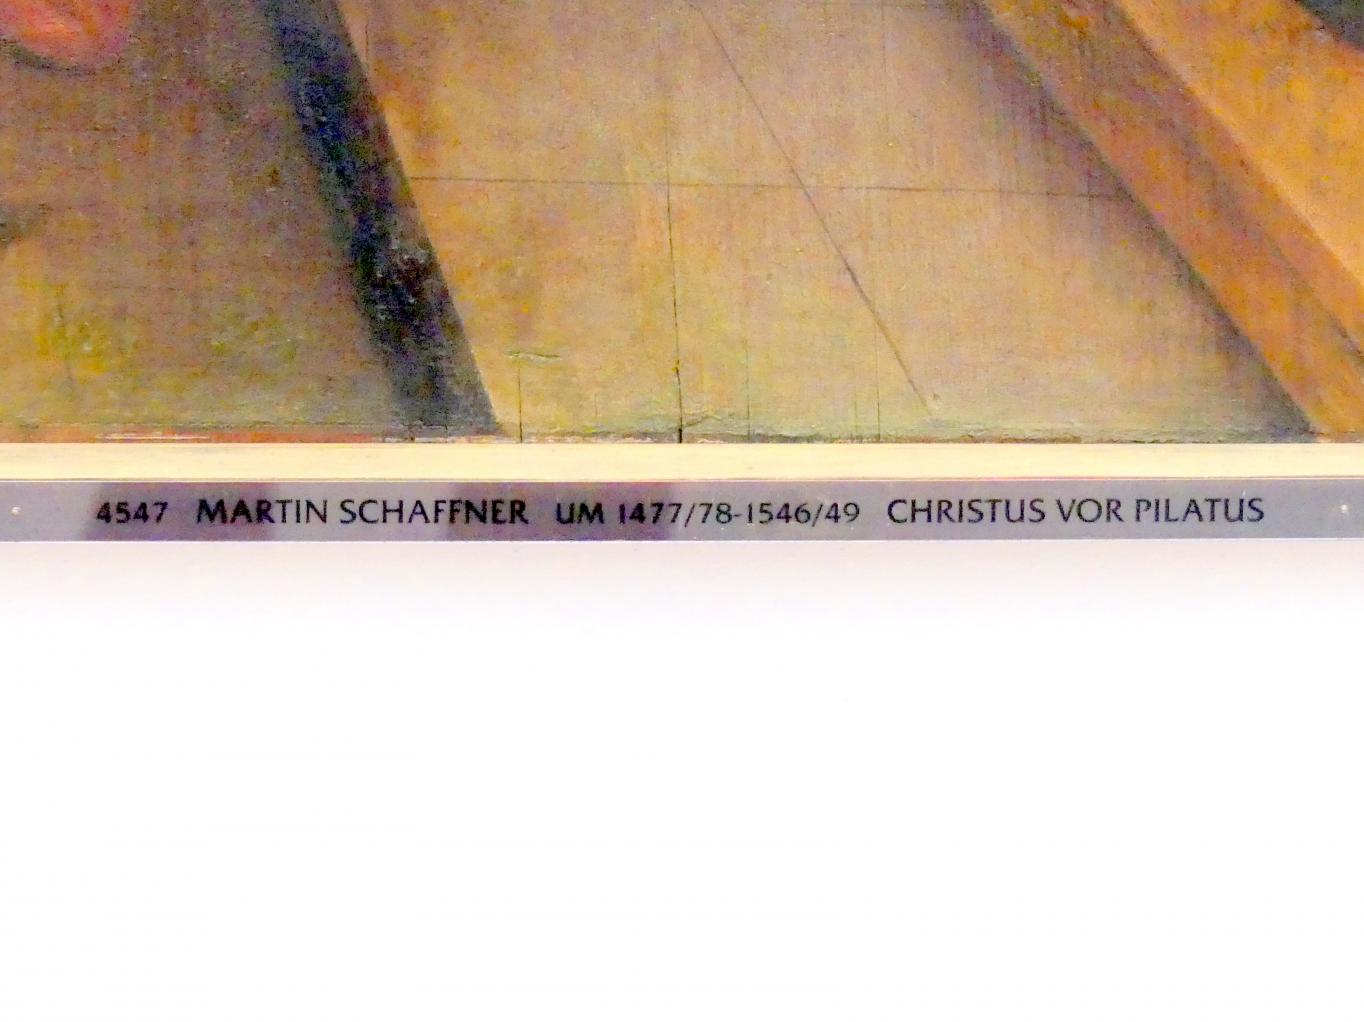 4547 MARTIN SCHAFFNER UM 1477/78-1546/49 CHRISTUS VOR PILATUS